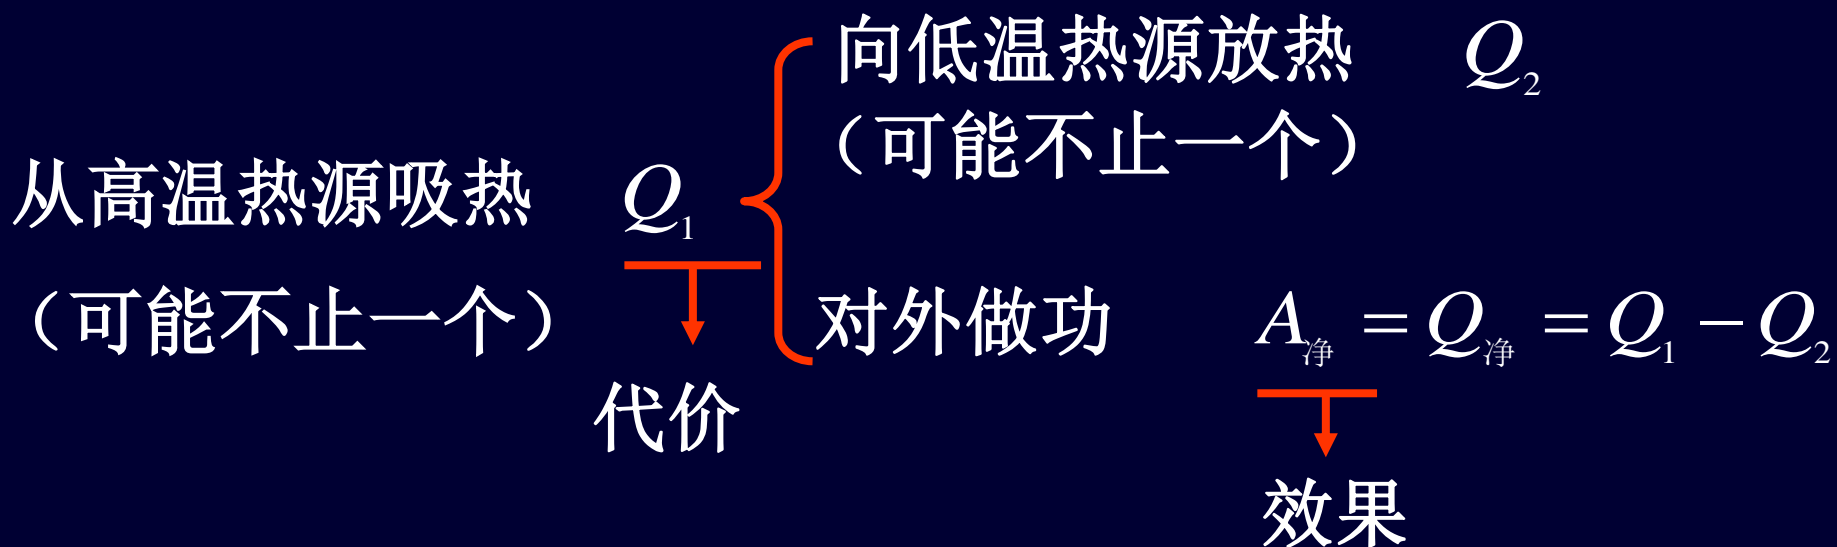 从高温热源吸热 Q₁
（可能不止一个）
代价
向低温热源放热 Q₂
（可能不止一个）
对外做功 A净 = Q净 = Q₁ − Q₂
效果